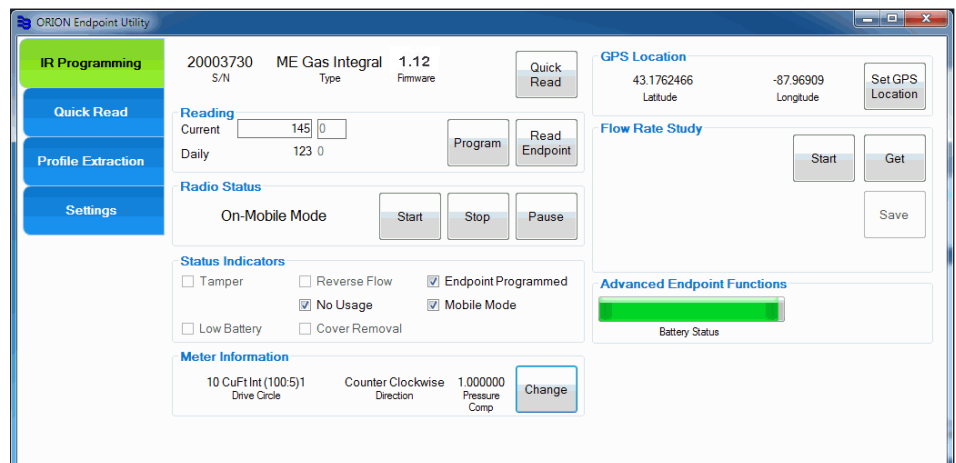 ORION Endpoint Utility
IR Programming
Quick Read
Profile Extraction
Settings
20003730 ME Gas Integral 1.12
S/N Type Firmware
Quick
Read
Reading
Current 145 0
Daily 123 0
Program
Read
Endpoint
Radio Status
On-Mobile Mode
Start Stop Pause
Status Indicators
Tamper Reverse Flow Endpoint Programmed
No Usage Mobile Mode
Low Battery Cover Removal
Meter Information
10 CuFt Int (100:5)1 Counter Clockwise 1.000000
Drive Circle Direction Pressure
Comp
Change
GPS Location
43.1762466 -87.96909
Latitude Longitude
Set GPS
Location
Flow Rate Study
Start Get
Save
Advanced Endpoint Functions
Battery Status